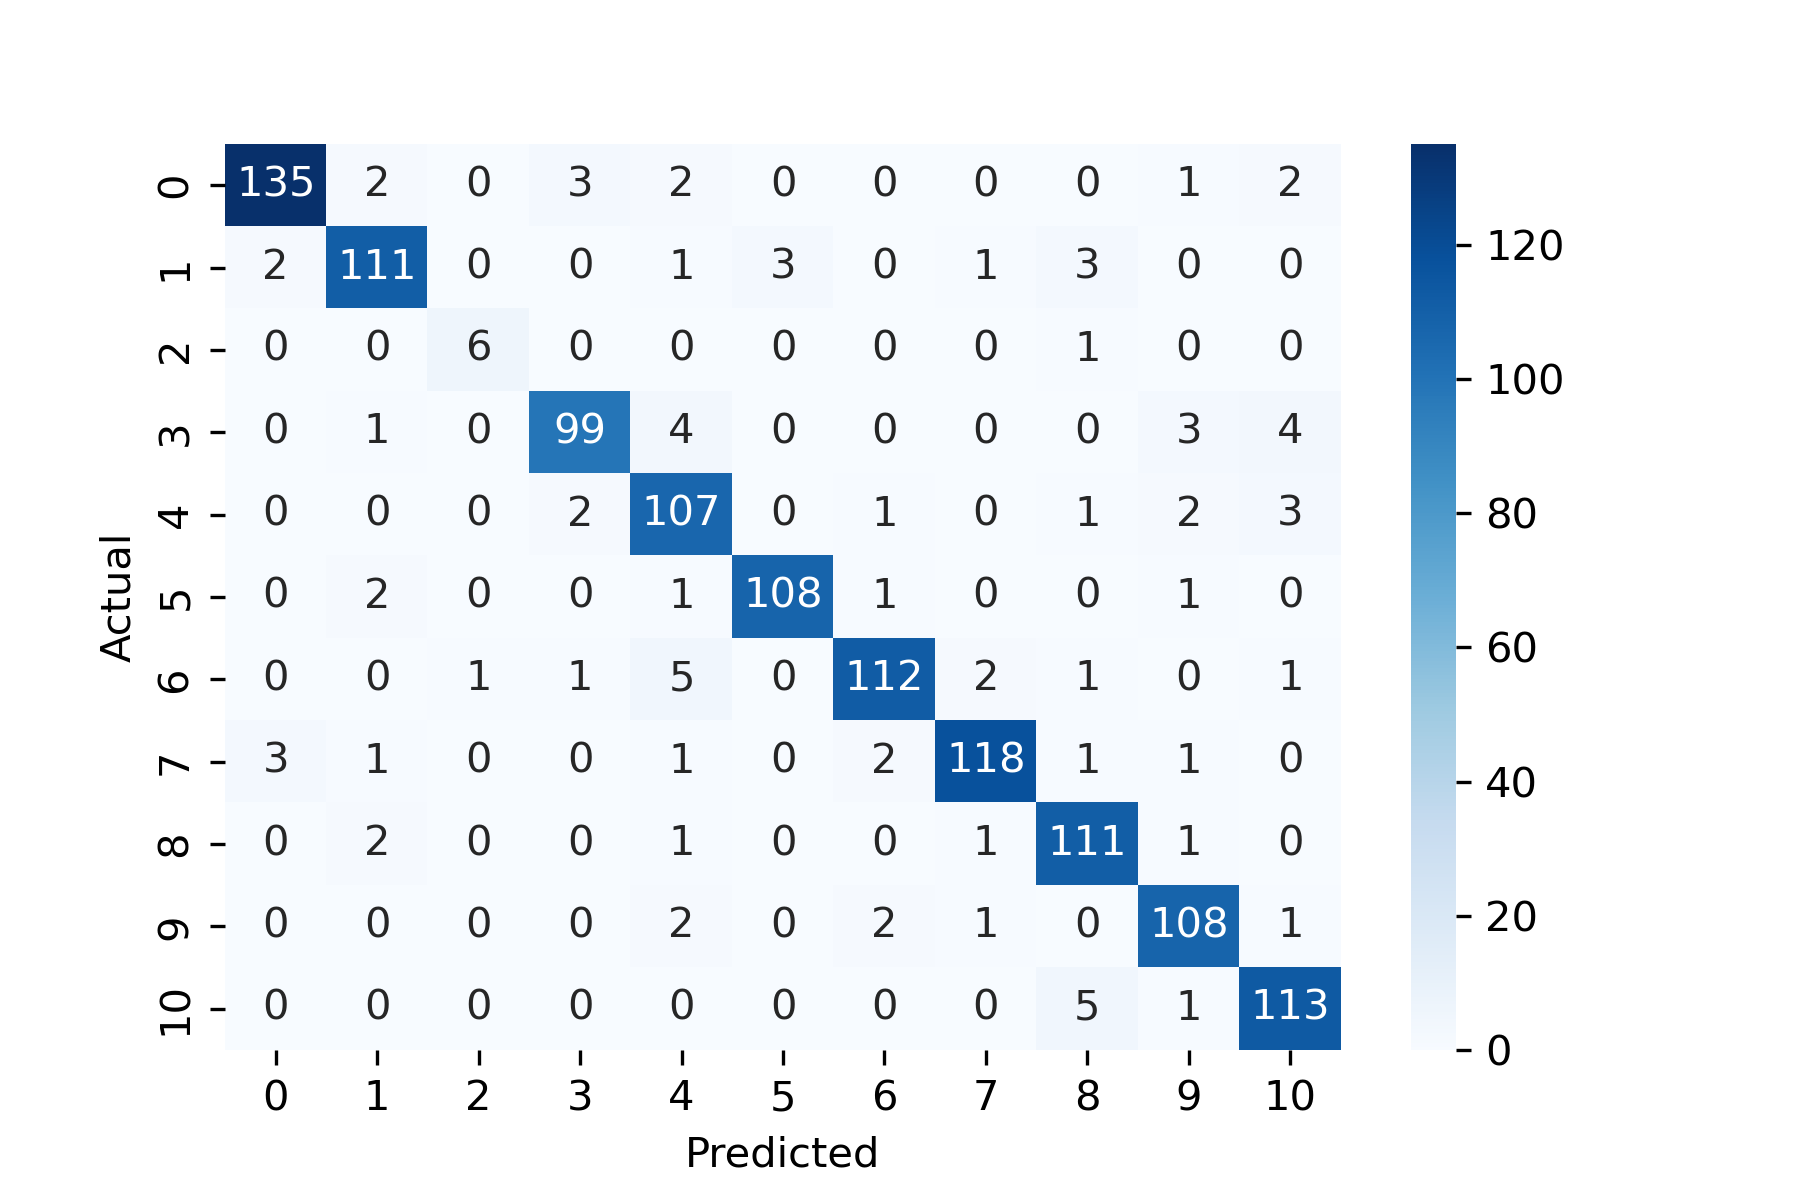 0 135 2 0 3 2 0 0 0 0 1 2
1 2 111 0 0 1 3 0 1 3 0 0
2 0 0 6 0 0 0 0 0 1 0 0
3 0 1 0 99 4 0 0 0 0 3 4
4 0 0 0 2 107 0 1 0 1 2 3
5 0 2 0 0 1 108 1 0 0 1 0
6 0 0 1 1 5 0 112 2 1 0 1
7 3 1 0 0 1 0 2 118 1 1 0
8 0 2 0 0 1 0 0 1 111 1 0
9 0 0 0 0 2 0 2 1 0 108 1
10 0 0 0 0 0 0 0 0 5 1 113
0 1 2 3 4 5 6 7 8 9 10
Predicted
Actual
120
100
80
60
40
20
0